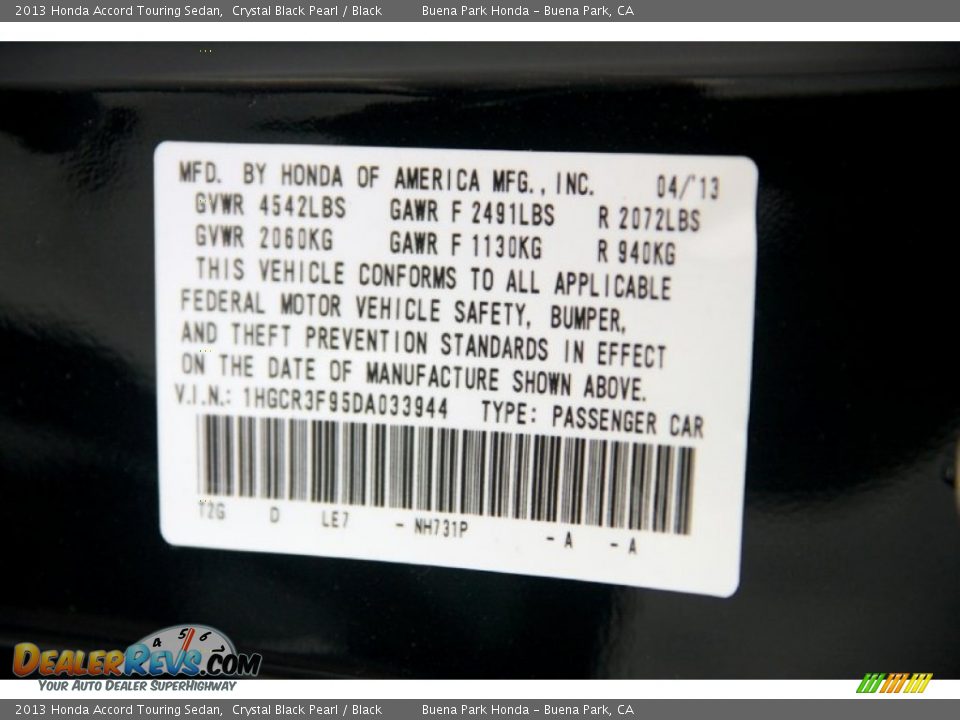 2013 Honda Accord Touring Sedan, Crystal Black Pearl / Black Buena Park Honda - Buena Park, CA
MFD. BY HONDA OF AMERICA MFG., INC. 04/'13
GVWR 4542LBS GAWR F 2491LBS R 2072LBS
GVWR 2060KG GAWR F 1130KG R 940KG
THIS VEHICLE CONFORMS TO ALL APPLICABLE
FEDERAL MOTOR VEHICLE SAFETY, BUMPER,
AND THEFT PREVENTION STANDARDS IN EFFECT
ON THE DATE OF MANUFACTURE SHOWN ABOVE.
V.I.N.: 1HGCR3F95DA033944 TYPE: PASSENGER CAR
T2G D LE7 - NH731P - A - A
4 5 6
DEALERREVS.COM
YOUR AUTO DEALER SUPERHIGHWAY
2013 Honda Accord Touring Sedan, Crystal Black Pearl / Black Buena Park Honda - Buena Park, CA